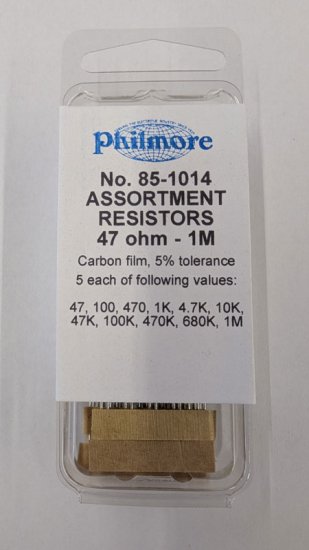 Philmore
No. 85-1014
ASSORTMENT
RESISTORS
47 ohm - 1M
Carbon film, 5% tolerance
5 each of following values:
47, 100, 470, 1K, 4.7K, 10K,
47K, 100K, 470K, 680K, 1M